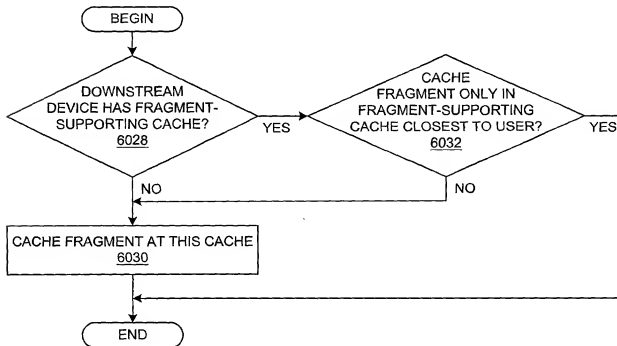 BEGIN
DOWNSTREAM
DEVICE HAS FRAGMENT-
SUPPORTING CACHE?
6028
YES
CACHE
FRAGMENT ONLY IN
FRAGMENT-SUPPORTING
CACHE CLOSEST TO USER?
6032
YES
NO
NO
CACHE FRAGMENT AT THIS CACHE
6030
END